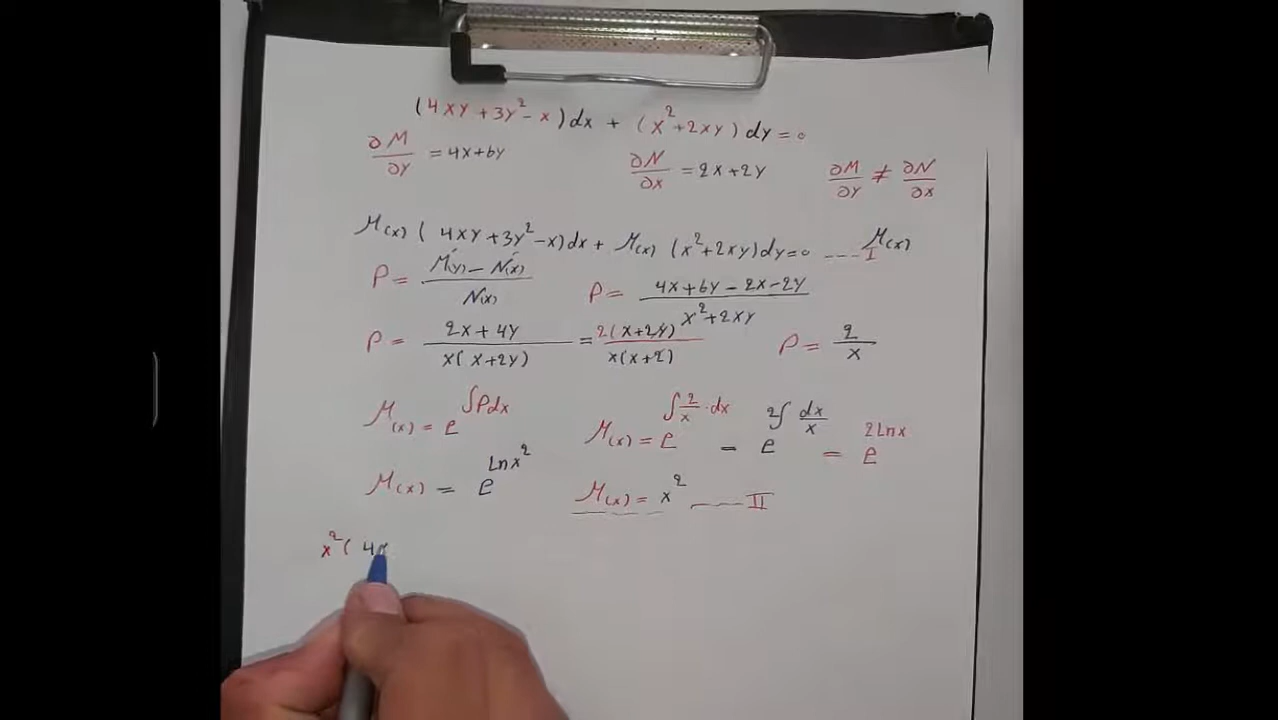 (4xy + 3y² - x)dx + (x² + 2xy)dy = 0
∂M/∂y = 4x + 6y ∂N/∂x = 2x + 2y ∂M/∂y ≠ ∂N/∂x
M(x) (4xy + 3y² - x)dx + M(x) (x² + 2xy)dy = 0 ---- I M(x)
P = (M'(y) - N'(x))/N(x) P = (4x + 6y - 2x - 2y)/(x² + 2xy)
P = (2x + 4y)/(x(x + 2y)) = 2(x + 2y)/(x(x + 2)) P = 2/x
M(x) = e^(∫Pdx) M(x) = e^(∫2/x · dx) = e^(2∫dx/x) = e^(2Lnx)
M(x) = e^(Lnx²) M(x) = x² ---- II
x² ( 4x